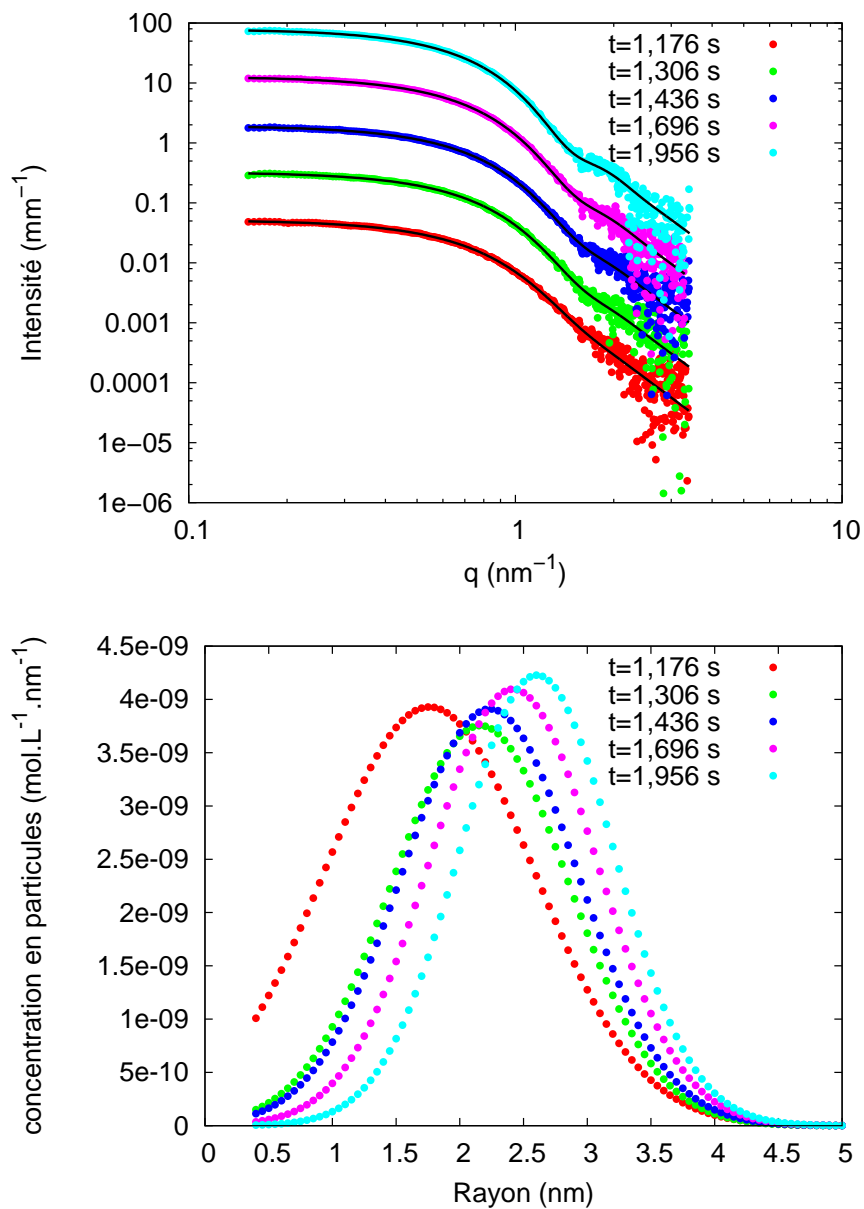 100
10
1
0.1
0.01
0.001
0.0001
1e-05
1e-06
0.1
1
10
Intensité (mm⁻¹)
q (nm⁻¹)
t=1,176 s
t=1,306 s
t=1,436 s
t=1,696 s
t=1,956 s
4.5e-09
4e-09
3.5e-09
3e-09
2.5e-09
2e-09
1.5e-09
1e-09
5e-10
0
0
0.5
1
1.5
2
2.5
3
3.5
4
4.5
5
concentration en particules (mol.L⁻¹.nm⁻¹)
Rayon (nm)
t=1,176 s
t=1,306 s
t=1,436 s
t=1,696 s
t=1,956 s